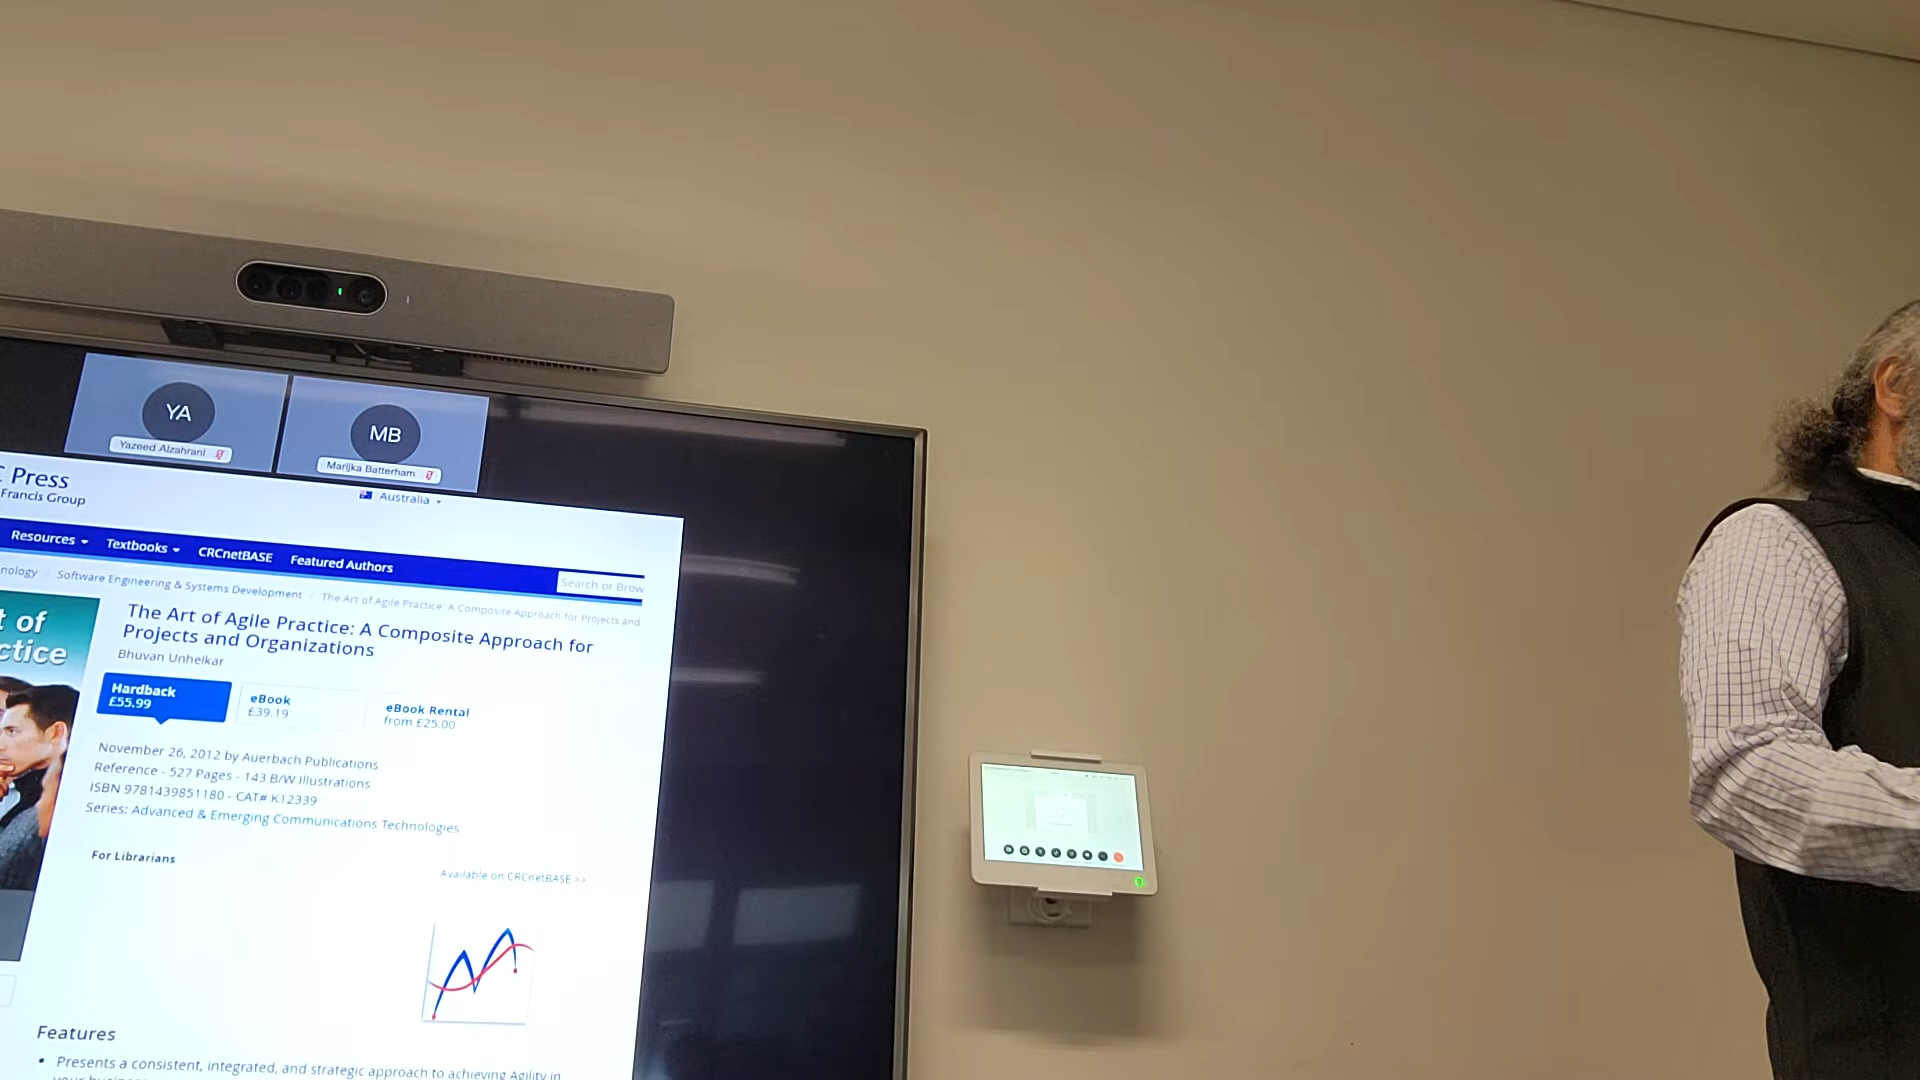 YA
Yazeed Alzahrani
MB
Marijka Batterham
C Press
Francis Group
Australia
Resources
Textbooks
CRCnetBASE
Featured Authors
Search or Brow
nology
Software Engineering & Systems Development
The Art of Agile Practice: A Composite Approach for Projects and
t of
ctice
The Art of Agile Practice: A Composite Approach for
Projects and Organizations
Bhuvan Unhelkar
Hardback
£55.99
eBook
£39.19
eBook Rental
from £25.00
November 26, 2012 by Auerbach Publications
Reference - 527 Pages - 143 B/W Illustrations
ISBN 9781439851180 - CAT# K12339
Series: Advanced & Emerging Communications Technologies
For Librarians
Available on CRCnetBASE >>
Features
• Presents a consistent, integrated, and strategic approach to achieving Agility in